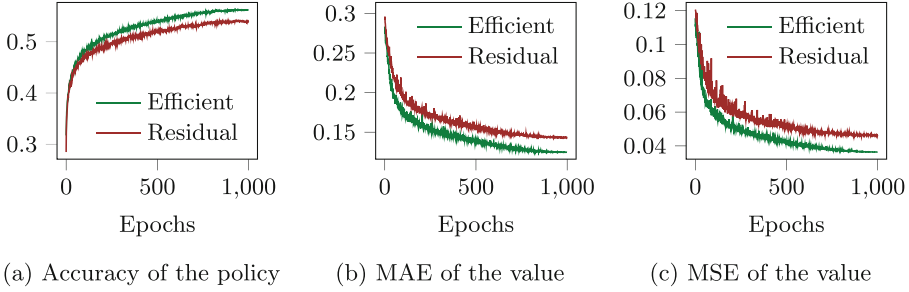 0.5
0.4
0.3
Efficient
Residual
0
500
1,000
Epochs
(a) Accuracy of the policy
0.3
0.25
0.2
0.15
Efficient
Residual
0
500
1,000
Epochs
(b) MAE of the value
0.12
0.1
0.08
0.06
0.04
Efficient
Residual
0
500
1,000
Epochs
(c) MSE of the value